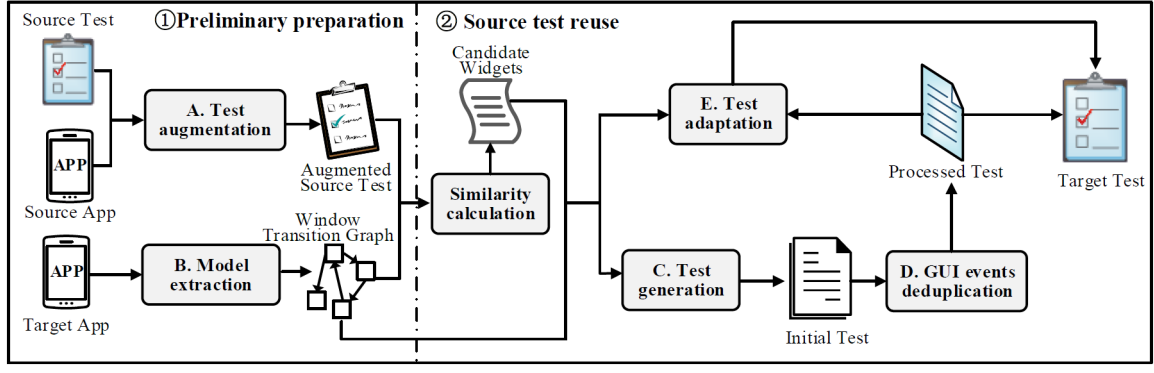 Source Test
①Preliminary preparation
② Source test reuse
Candidate
Widgets
A. Test
augmentation
E. Test
adaptation
APP
Augmented
Source Test
Source App
Similarity
calculation
Processed Test
Target Test
Window
Transition Graph
APP
B. Model
extraction
C. Test
generation
D. GUI events
deduplication
Target App
Initial Test